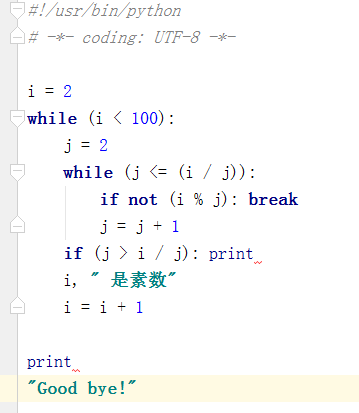 #!/usr/bin/python
# -*- coding: UTF-8 -*-

i = 2
while (i < 100):
    j = 2
    while (j <= (i / j)):
        if not (i % j): break
        j = j + 1
    if (j > i / j): print
    i, " 是素数"
    i = i + 1

print
"Good bye!"